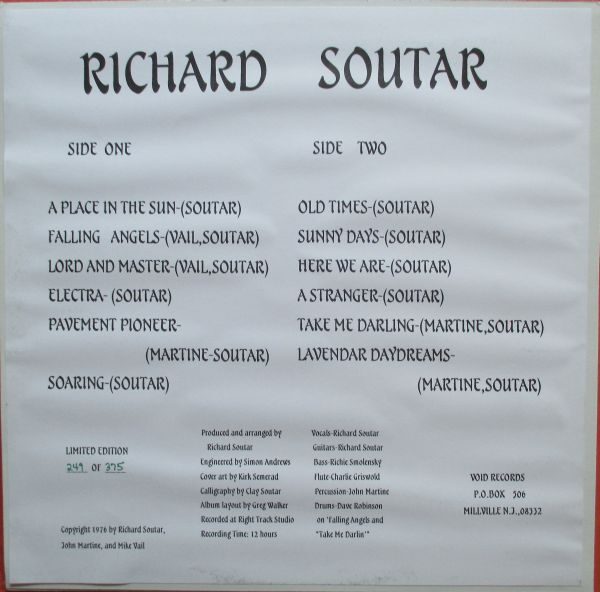 RICHARD SOUTAR
SIDE ONE
A PLACE IN THE SUN-(SOUTAR)
FALLING ANGELS-(VAIL,SOUTAR)
LORD AND MASTER-(VAIL,SOUTAR)
ELECTRA- (SOUTAR)
PAVEMENT PIONEER-
(MARTINE-SOUTAR)
SOARING-(SOUTAR)
SIDE TWO
OLD TIMES-(SOUTAR)
SUNNY DAYS-(SOUTAR)
HERE WE ARE-(SOUTAR)
A STRANGER-(SOUTAR)
TAKE ME DARLING-(MARTINE,SOUTAR)
LAVENDAR DAYDREAMS-
(MARTINE,SOUTAR)
LIMITED EDITION
249 OF 375
Copyright 1976 by Richard Soutar,
John Martine, and Mike Vail
Produced and arranged by
Richard Soutar
Engineered by Simon Andrews
Cover art by Kirk Semerad
Calligraphy by Clay Soutar
Album layout by Greg Walker
Recorded at Right Track Studio
Recording Time: 12 hours
Vocals-Richard Soutar
Guitars-Richard Soutar
Bass-Richie Smolensky
Flute-Charlie Griswold
Percussion-John Martine
Drums-Dave Robinson
on "Falling Angels and
"Take Me Darlin'"
VOID RECORDS
P.O.BOX 506
MILLVILLE N.J.,08332